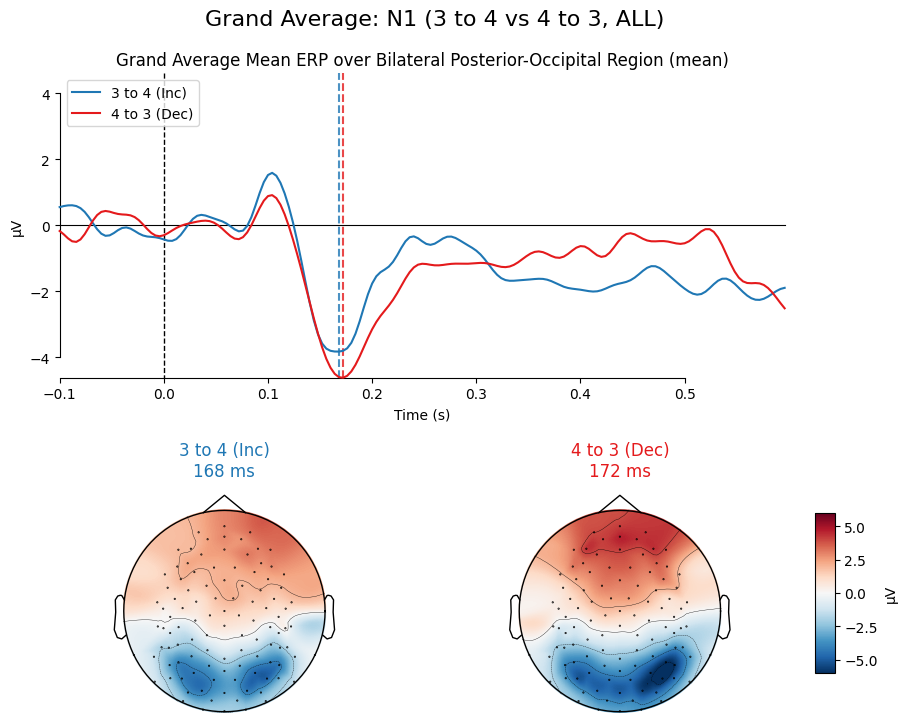 Grand Average: N1 (3 to 4 vs 4 to 3, ALL)
Grand Average Mean ERP over Bilateral Posterior-Occipital Region (mean)
3 to 4 (Inc)
4 to 3 (Dec)
4
2
0
−2
−4
µV
−0.1 0.0 0.1 0.2 0.3 0.4 0.5
Time (s)
3 to 4 (Inc)
168 ms
4 to 3 (Dec)
172 ms
5.0
2.5
0.0
−2.5
−5.0
µV